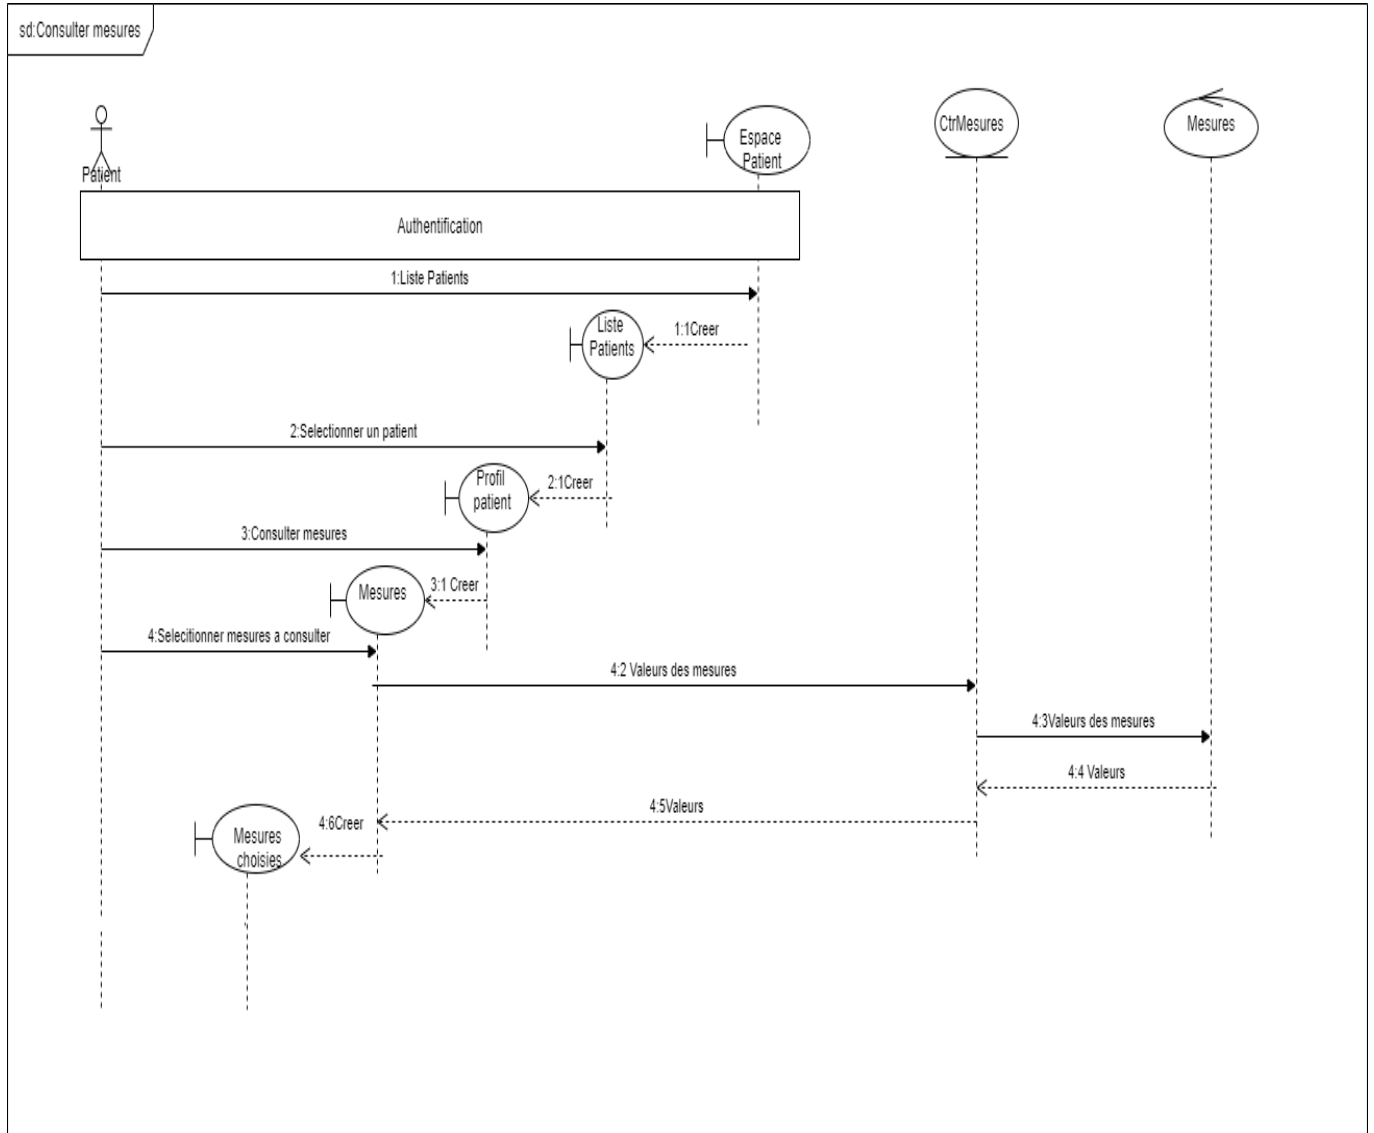 sd:Consulter mesures
Patient
Espace
Patient
CtrMesures
Mesures
Authentification
1:Liste Patients
Liste
Patients
1:1Creer
2:Selectionner un patient
Profil
patient
2:1Creer
3:Consulter mesures
Mesures
3:1 Creer
4:Selecitionner mesures a consulter
4:2 Valeurs des mesures
4:3Valeurs des mesures
4:4 Valeurs
4:5Valeurs
4:6Creer
Mesures
choisies